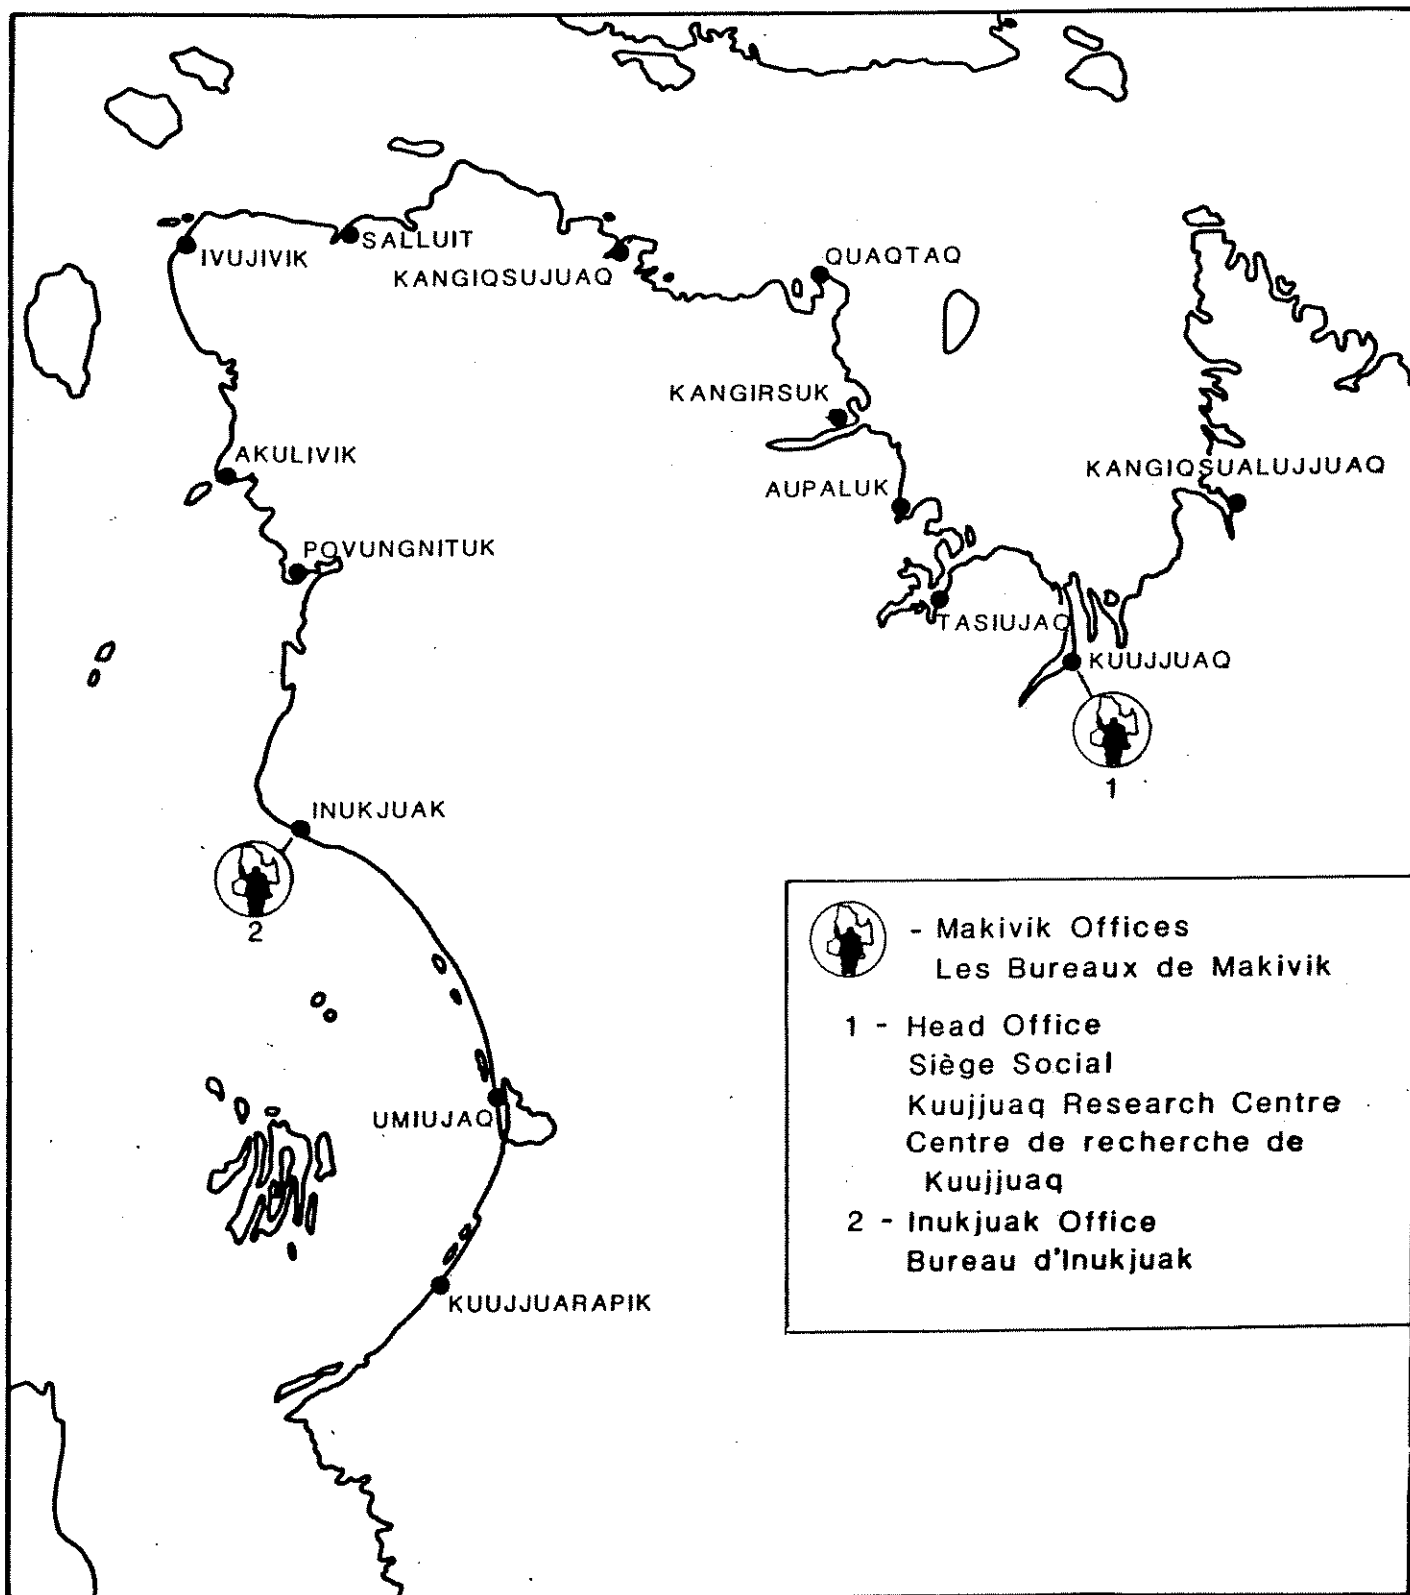 SALLUIT
IVUJIVIK
KANGIQSUJUAQ
QUAQTAQ
KANGIRSUK
AKULIVIK
KANGIQSUALUJJUAQ
AUPALUK
POVUNGNITUK
TASIUJAQ
KUUJJUAQ
1
INUKJUAK
2
- Makivik Offices
Les Bureaux de Makivik
1 - Head Office
Siège Social
Kuujjuaq Research Centre
Centre de recherche de
Kuujjuaq
2 - Inukjuak Office
Bureau d'Inukjuak
UMIUJAQ
KUUJJUARAPIK